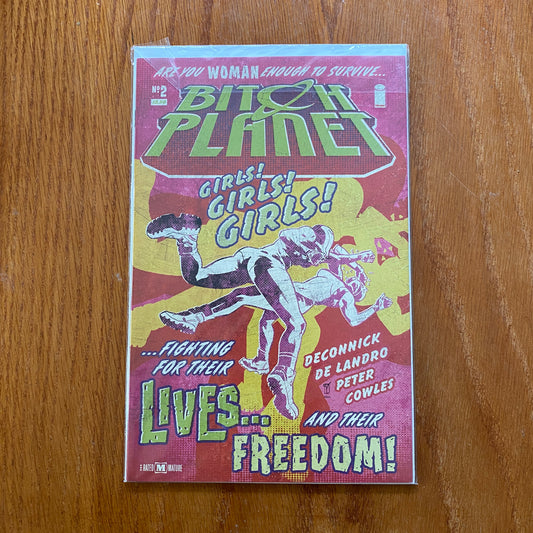 ARE YOU WOMAN ENOUGH TO SURVIVE...
Nº2
BITCH
PLANET
GIRLS!
GIRLS!
GIRLS!
...FIGHTING
FOR THEIR
LIVES...
DECONNICK
DE LANDRO
PETER
COWLES
AND THEIR
FREEDOM!
RATED M MATURE